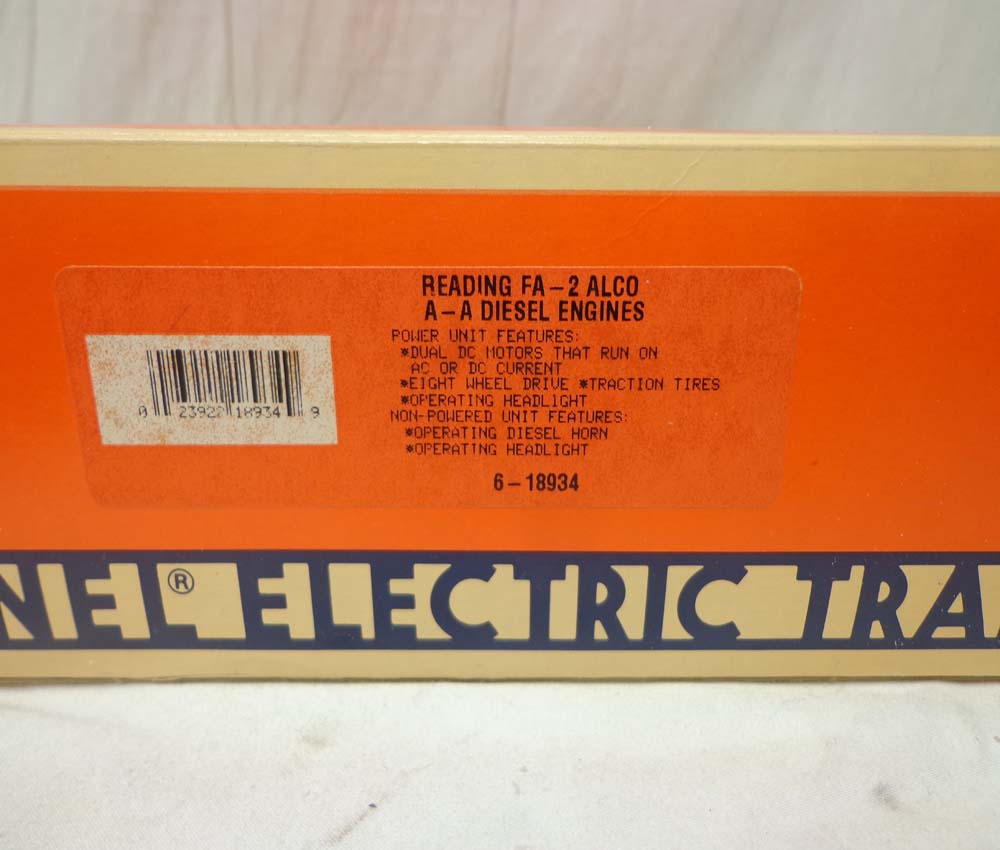 READING FA-2 ALCO
A-A DIESEL ENGINES
POWER UNIT FEATURES:
*DUAL DC MOTORS THAT RUN ON
AC OR DC CURRENT
*EIGHT WHEEL DRIVE *TRACTION TIRES
*OPERATING HEADLIGHT
NON-POWERED UNIT FEATURES:
*OPERATING DIESEL HORN
*OPERATING HEADLIGHT
6-18934
0 23922 18934 9
NEL® ELECTRIC TRA